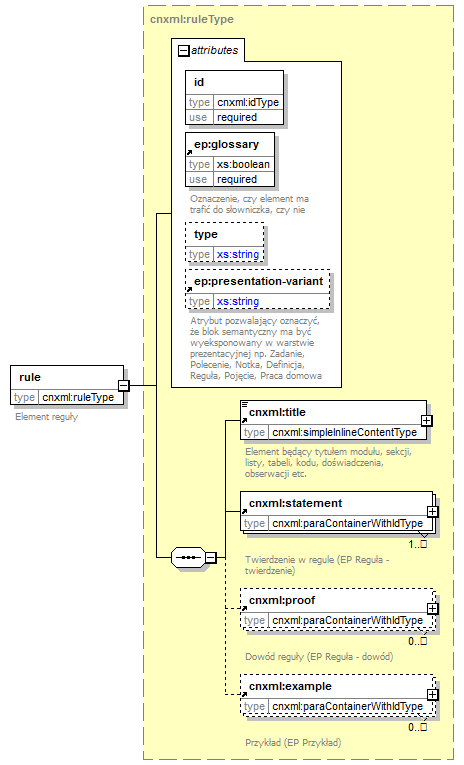 cnxml:ruleType
attributes
id
type cnxml:idType
use required
ep:glossary
type xs:boolean
use required
Oznaczenie, czy element ma
trafić do słowniczka, czy nie
type
type xs:string
ep:presentation-variant
type xs:string
Atrybut pozwalający oznaczyć,
że blok semantyczny ma być
wyeksponowany w warstwie
prezentacyjnej np. Zadanie,
Polecenie, Notka, Definicja,
Reguła, Pojęcie, Praca domowa
rule
type cnxml:ruleType
Element reguły
cnxml:title
type cnxml:simpleInlineContentType
Element będący tytułem modułu, sekcji,
listy, tabeli, kodu, doświadczenia,
obserwacji etc.
cnxml:statement
type cnxml:paraContainerWithIdType
1..
Twierdzenie w regule (EP Reguła -
twierdzenie)
cnxml:proof
type cnxml:paraContainerWithIdType
0..
Dowód reguły (EP Reguła - dowód)
cnxml:example
type cnxml:paraContainerWithIdType
0..
Przykład (EP Przykład)